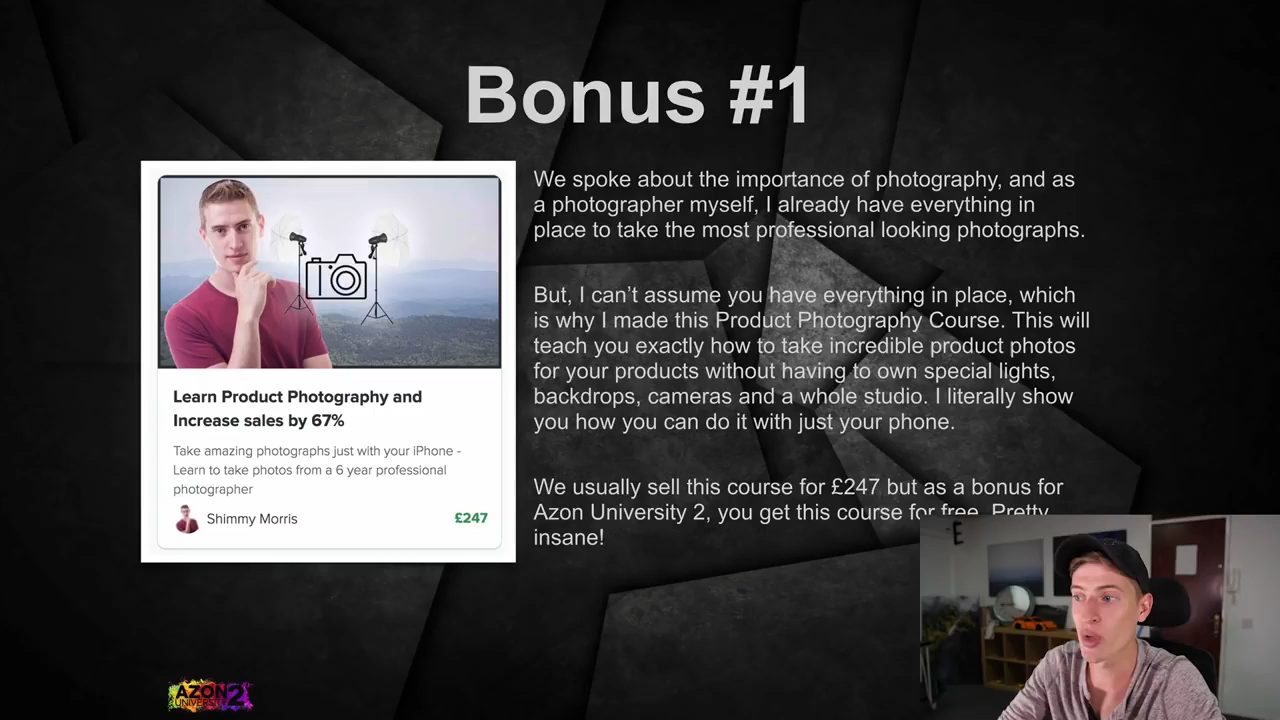 Bonus #1
We spoke about the importance of photography, and as
a photographer myself, I already have everything in
place to take the most professional looking photographs.
But, I can’t assume you have everything in place, which
is why I made this Product Photography Course. This will
teach you exactly how to take incredible product photos
for your products without having to own special lights,
backdrops, cameras and a whole studio. I literally show
you how you can do it with just your phone.
We usually sell this course for £247 but as a bonus for
Azon University 2, you get this course for free. Pretty
insane!
Learn Product Photography and
Increase sales by 67%
Take amazing photographs just with your iPhone -
Learn to take photos from a 6 year professional
photographer
Shimmy Morris £247
AZON 2
UNIVERSITY